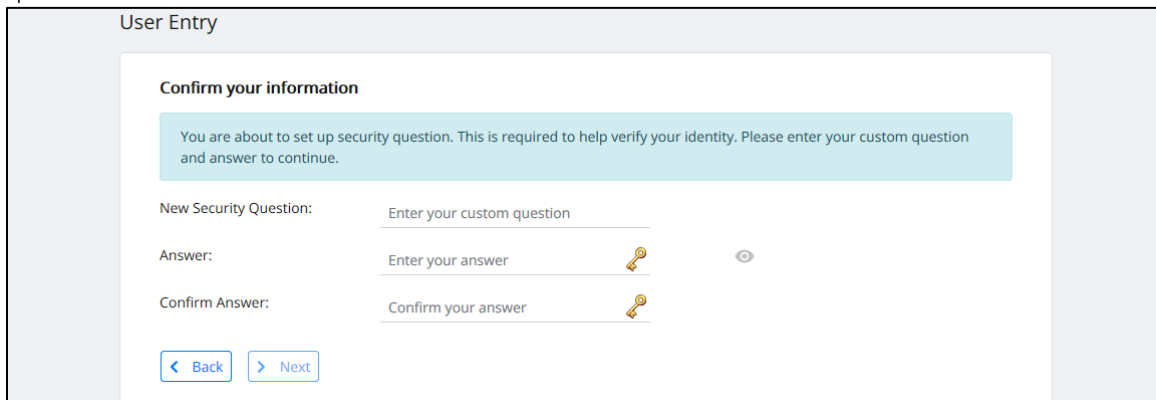 User Entry
Confirm your information
You are about to set up security question. This is required to help verify your identity. Please enter your custom question
and answer to continue.
New Security Question:
Enter your custom question
Answer:
Enter your answer
Confirm Answer:
Confirm your answer
Back
Next